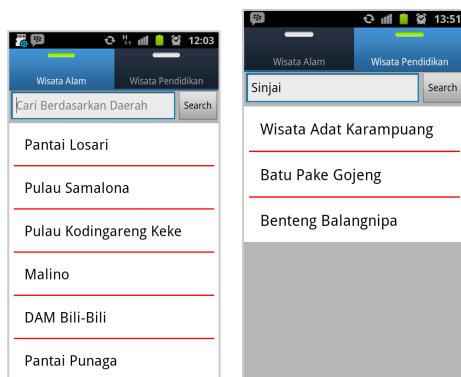 12:03
Wisata Alam Wisata Pendidikan
Cari Berdasarkan Daerah Search
Pantai Losari
Pulau Samalona
Pulau Kodingareng Keke
Malino
DAM Bili-Bili
Pantai Punaga
13:51
Wisata Alam Wisata Pendidikan
Sinjai Search
Wisata Adat Karampuang
Batu Pake Gojeng
Benteng Balangnipa